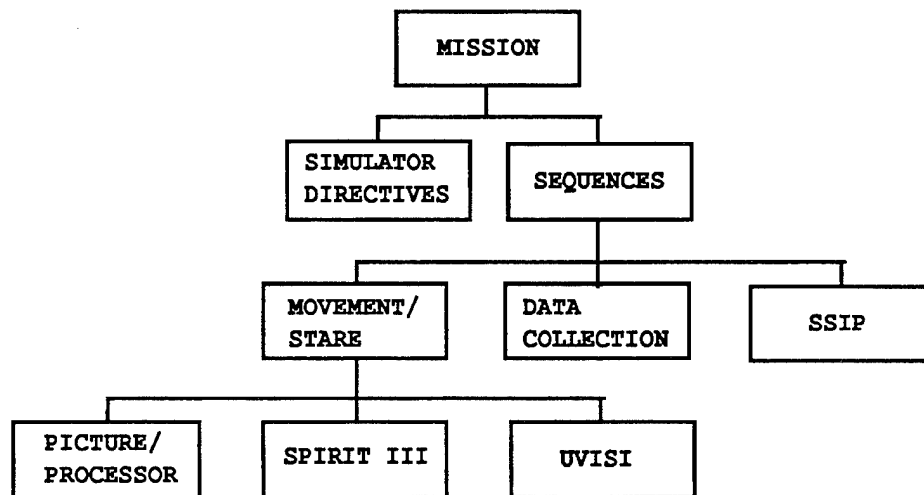 MISSION
SIMULATOR
DIRECTIVES
SEQUENCES
MOVEMENT/
STARE
DATA
COLLECTION
SSIP
PICTURE/
PROCESSOR
SPIRIT III
UVISI